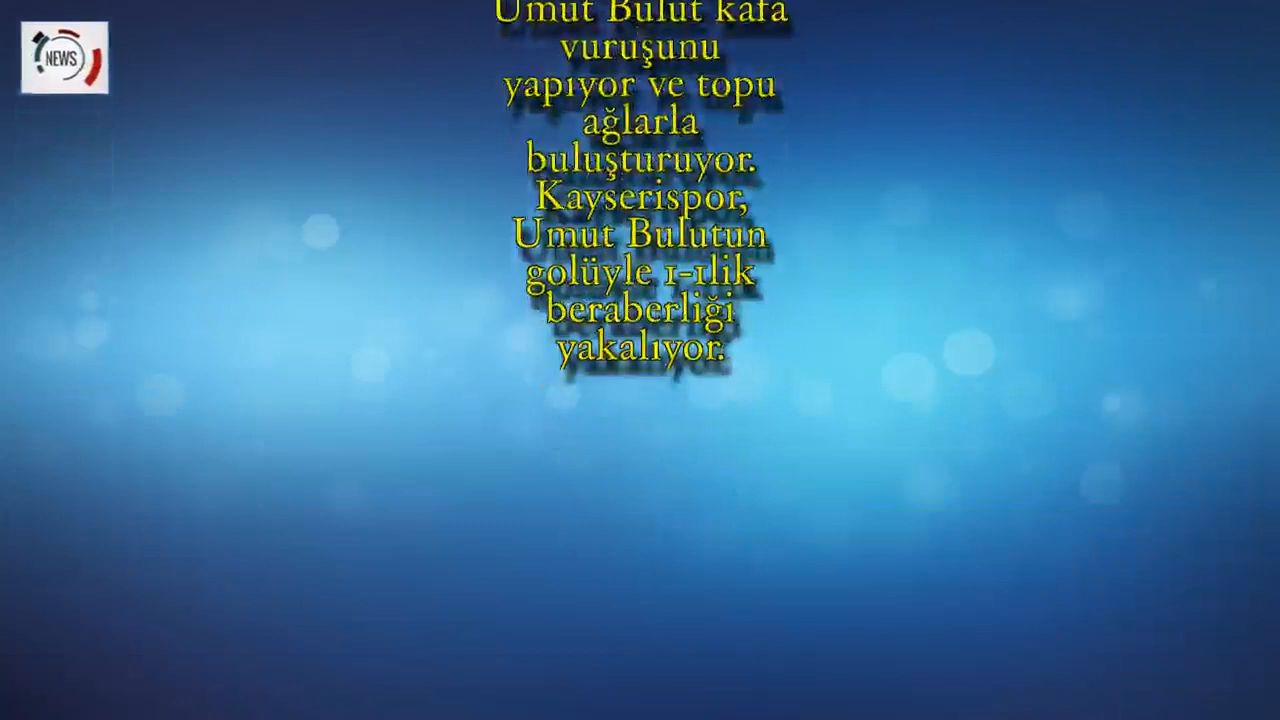 NEWS
Umut Bulut kafa
vuruşunu
yapıyor ve topu
ağlarla
buluşturuyor.
Kayserispor,
Umut Bulutun
golüyle 1-1lik
beraberliği
yakalıyor.